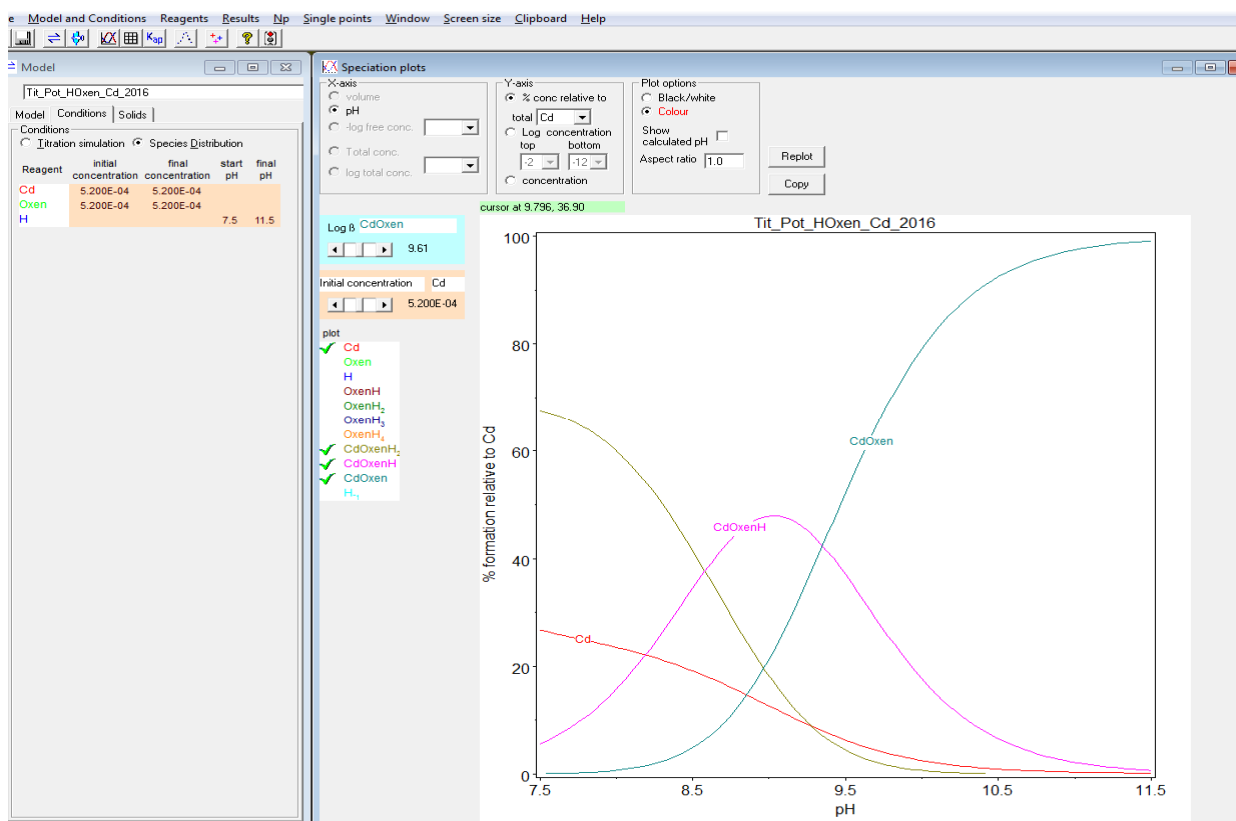 e Model and Conditions Reagents Results Np Single points Window Screen size Clipboard Help
Kap
Model
Tit_Pot_HOxen_Cd_2016
Model Conditions Solids
Conditions
Titration simulation Species Distribution
Reagent initial concentration final concentration start pH final pH
Cd 5.200E-04 5.200E-04
Oxen 5.200E-04 5.200E-04
H 7.5 11.5
Speciation plots
X-axis
volume
pH
-log free conc.
Total conc.
log total conc.
Y-axis
% conc relative to
total Cd
Log concentration
top bottom
-2 -12
concentration
Plot options
Black/white
Colour
Show
calculated pH
Aspect ratio 1.0
Replot
Copy
cursor at 9.796, 36.90
Log ß CdOxen
9.61
Initial concentration Cd
5.200E-04
plot
Cd
Oxen
H
OxenH
OxenH2
OxenH3
OxenH4
CdOxenH2
CdOxenH
CdOxen
H-1
Tit_Pot_HOxen_Cd_2016
100
80
60
40
20
0
% formation relative to Cd
CdOxen
CdOxenH
Cd
7.5 8.5 9.5 10.5 11.5
pH